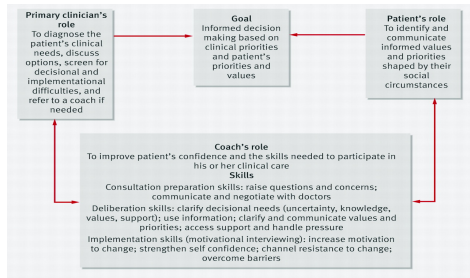 Primary clinician's
role
To diagnose the
patient's clinical
needs, discuss
options, screen for
decisional and
implementational
difficulties, and
refer to a coach if
needed
Goal
Informed decision
making based on
clinical priorities
and patient's
priorities and
values
Patient's role
To identify and
communicate
informed values
and priorities
shaped by their
social
circumstances
Coach's role
To improve patient's confidence and the skills needed to participate in
his or her clinical care
Skills
Consultation preparation skills: raise questions and concerns;
communicate and negotiate with doctors
Deliberation skills: clarify decisional needs (uncertainty, knowledge,
values, support); use information; clarify and communicate values and
priorities; access support and handle pressure
Implementation skills (motivational interviewing): increase motivation
to change; strengthen self confidence; channel resistance to change;
overcome barriers